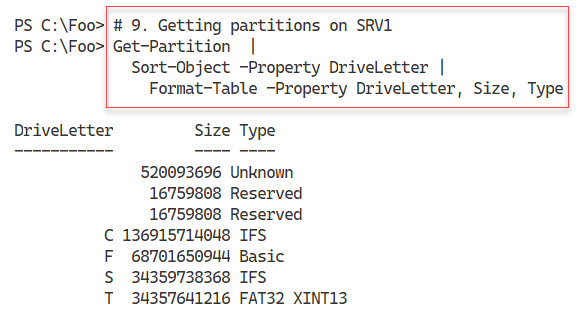 PS C:\Foo> # 9. Getting partitions on SRV1
PS C:\Foo> Get-Partition  |
  Sort-Object -Property DriveLetter |
    Format-Table -Property DriveLetter, Size, Type
DriveLetter         Size Type
-----------         ---- ----
               520093696 Unknown
                16759808 Reserved
                16759808 Reserved
          C 136915714048 IFS
          F  68701650944 Basic
          S  34359738368 IFS
          T  34357641216 FAT32 XINT13